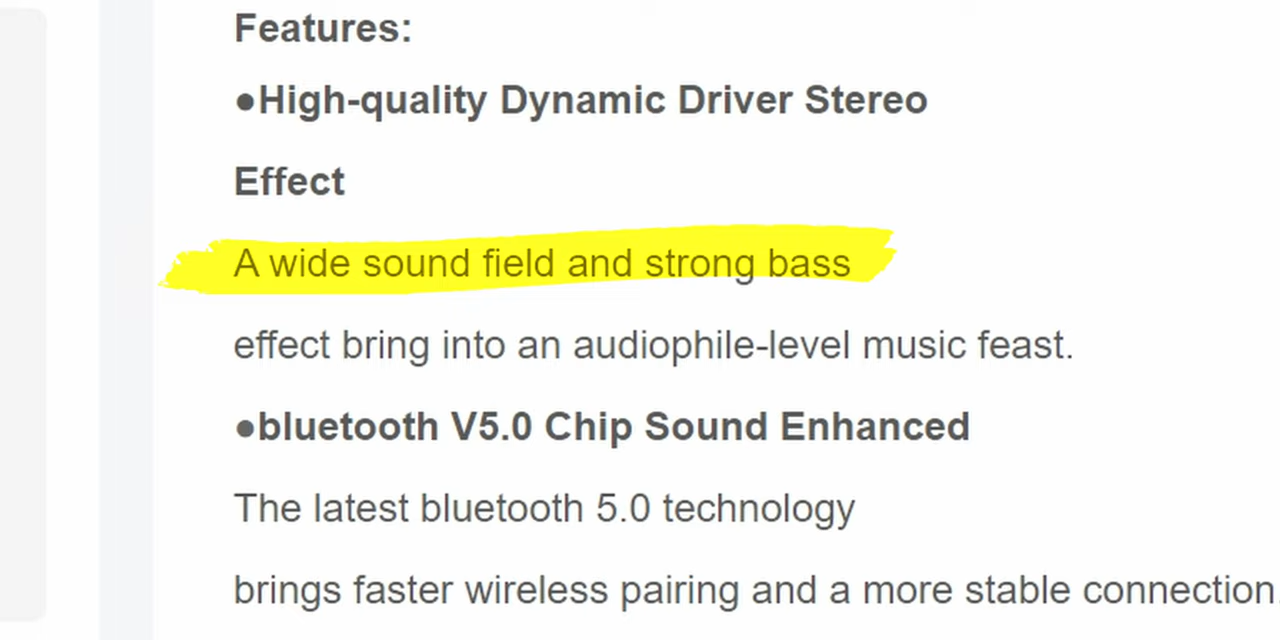 Features:
●High-quality Dynamic Driver Stereo
Effect
A wide sound field and strong bass
effect bring into an audiophile-level music feast.
●bluetooth V5.0 Chip Sound Enhanced
The latest bluetooth 5.0 technology
brings faster wireless pairing and a more stable connection.